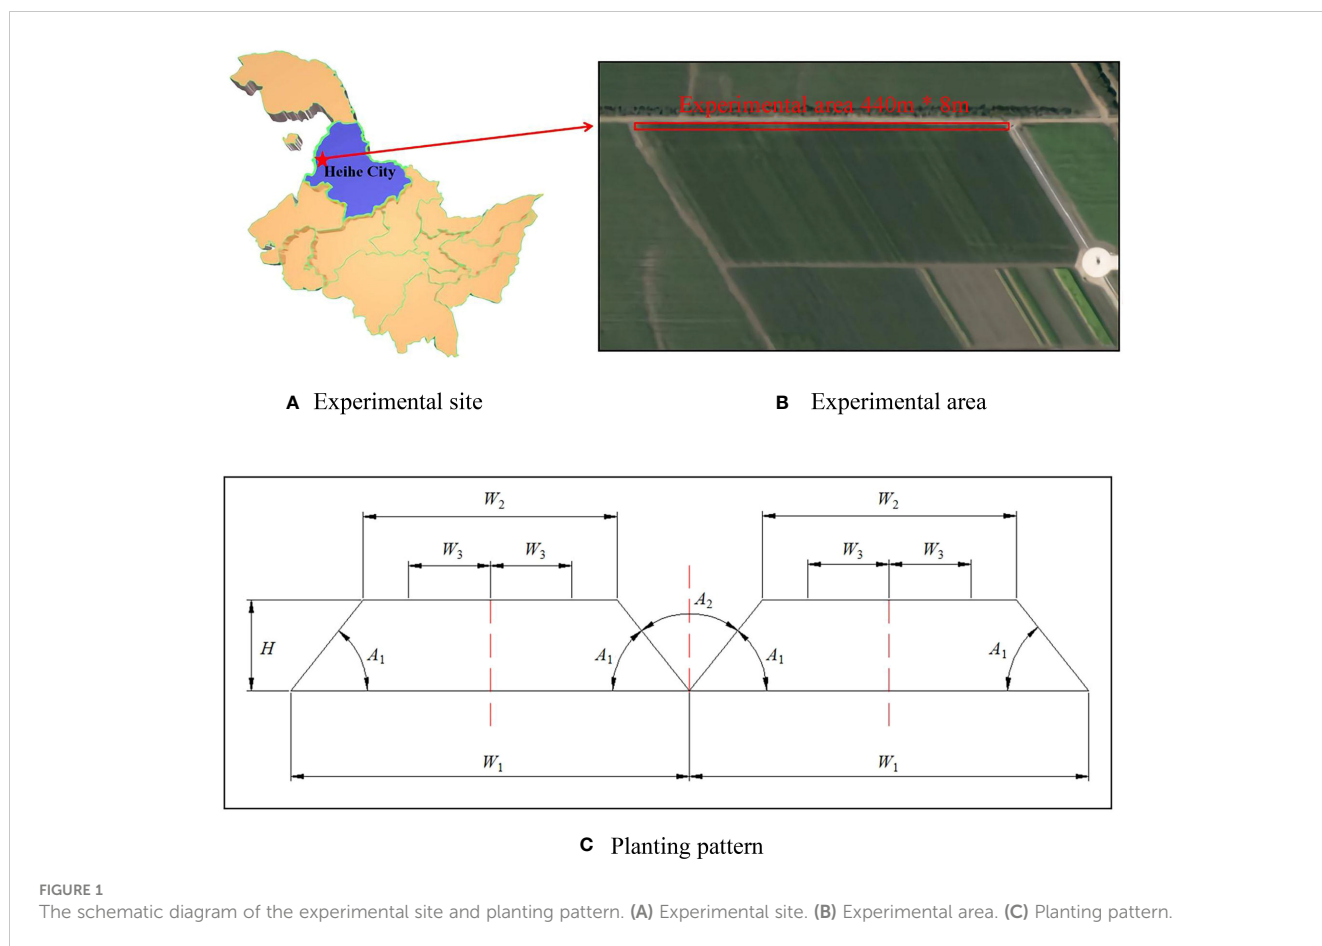 Experimental area 440m * 8m
Heihe City
A Experimental site
B Experimental area
W2 W2
W3 W3 W3 W3
A2
H A1 A1 A1 A1
W1 W1
C Planting pattern
FIGURE 1
The schematic diagram of the experimental site and planting pattern. (A) Experimental site. (B) Experimental area. (C) Planting pattern.